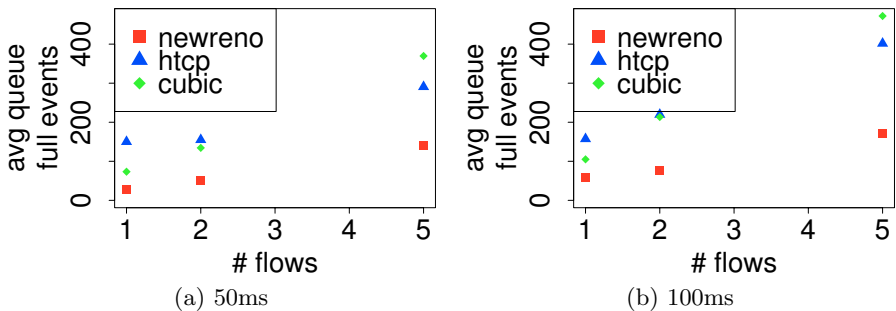 avg queue
full events
400
200
0
newreno
htcp
cubic
1 2 3 4 5
# flows
(a) 50ms
avg queue
full events
400
200
0
newreno
htcp
cubic
1 2 3 4 5
# flows
(b) 100ms